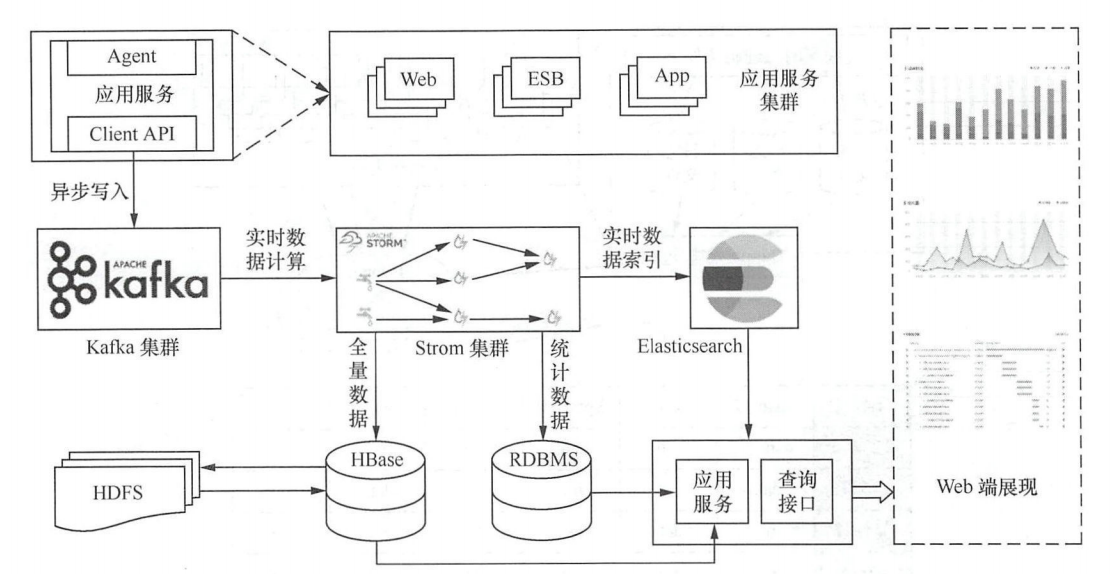 Agent
应用服务
Client API
Web
ESB
App
应用服务
集群
异步写入
APACHE
kafka
Kafka 集群
实时数
据计算
APACHE
STORM
Strom 集群
实时数
据索引
Elasticsearch
全量数据
统计数据
HDFS
HBase
RDBMS
应用
服务
查询
接口
Web 端展现